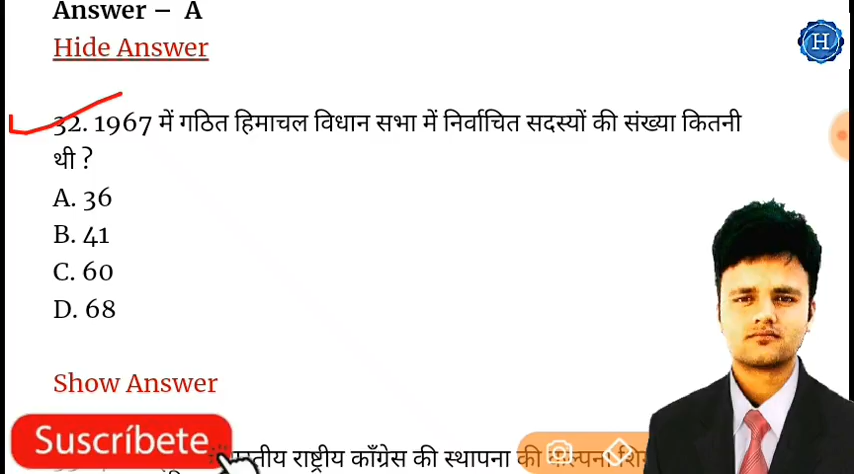 Answer – A
Hide Answer
H
32. 1967 में गठित हिमाचल विधान सभा में निर्वाचित सदस्यों की संख्या कितनी
थी ?
A. 36
B. 41
C. 60
D. 68
Show Answer
Suscríbete
राष्ट्रीय काँग्रेस की स्थापना की